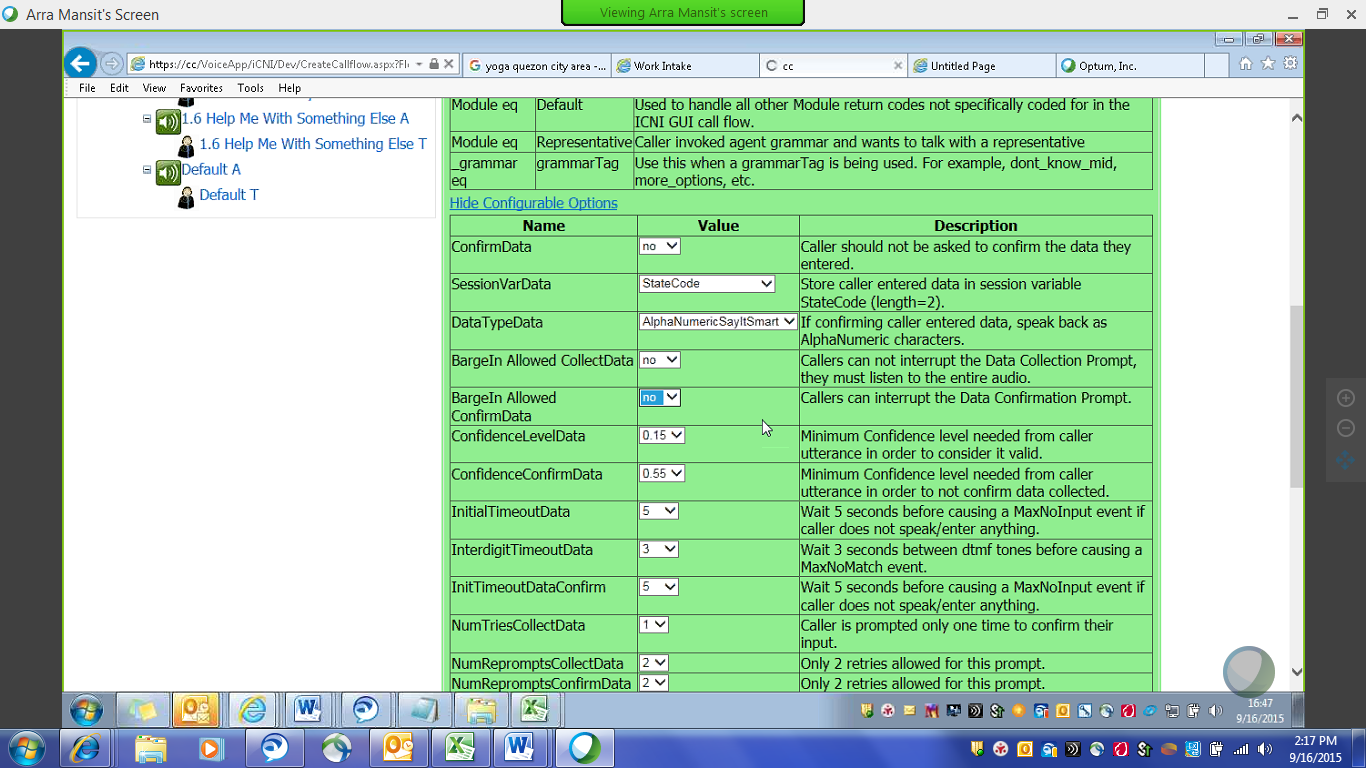 Arra Mansit's Screen
Viewing Arra Mansit's screen
https://cc/VoiceApp/iCNI/Dev/CreateCallflow.aspx?Fl
yoga quezon city area -...
Work Intake
cc
Untitled Page
Optum, Inc.
File Edit View Favorites Tools Help
1.6 Help Me With Something Else A
1.6 Help Me With Something Else T
Default A
Default T
Module eq Default Used to handle all other Module return codes not specifically coded for in the
ICNI GUI call flow.
Module eq Representative Caller invoked agent grammar and wants to talk with a representative
_grammar grammarTag Use this when a grammarTag is being used. For example, dont_know_mid,
eq more_options, etc.
Hide Configurable Options
Name Value Description
ConfirmData no Caller should not be asked to confirm the data they
entered.
SessionVarData StateCode Store caller entered data in session variable
StateCode (length=2).
DataTypeData AlphaNumericSayItSmart If confirming caller entered data, speak back as
AlphaNumeric characters.
BargeIn Allowed CollectData no Callers can not interrupt the Data Collection Prompt,
they must listen to the entire audio.
BargeIn Allowed no Callers can interrupt the Data Confirmation Prompt.
ConfirmData
ConfidenceLevelData 0.15 Minimum Confidence level needed from caller
utterance in order to consider it valid.
ConfidenceConfirmData 0.55 Minimum Confidence level needed from caller
utterance in order to not confirm data collected.
InitialTimeoutData 5 Wait 5 seconds before causing a MaxNoInput event if
caller does not speak/enter anything.
InterdigitTimeoutData 3 Wait 3 seconds between dtmf tones before causing a
MaxNoMatch event.
InitTimeoutDataConfirm 5 Wait 5 seconds before causing a MaxNoInput event if
caller does not speak/enter anything.
NumTriesCollectData 1 Caller is prompted only one time to confirm their
input.
NumRepromptsCollectData 2 Only 2 retries allowed for this prompt.
NumRepromptsConfirmData 2 Only 2 retries allowed for this prompt.
16:47
9/16/2015
2:17 PM
9/16/2015